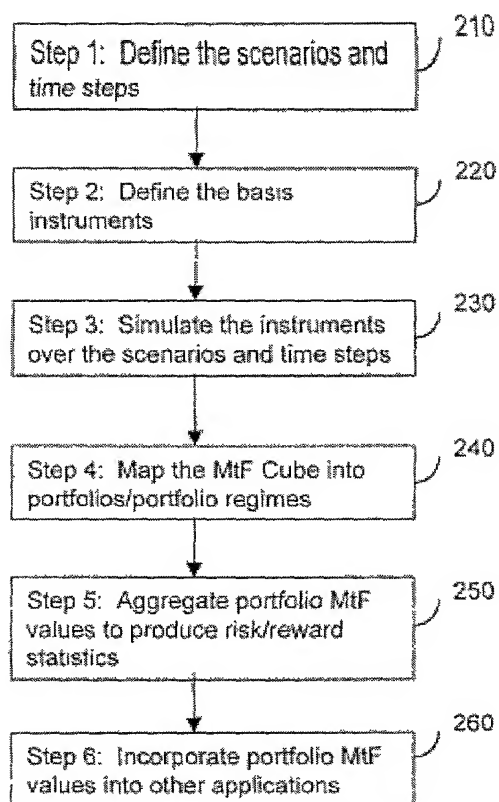 210
Step 1: Define the scenarios and
time steps
220
Step 2: Define the basis
instruments
230
Step 3: Simulate the instruments
over the scenarios and time steps
240
Step 4: Map the MtF Cube into
portfolios/portfolio regimes
250
Step 5: Aggregate portfolio MtF
values to produce risk/reward
statistics
260
Step 6: Incorporate portfolio MtF
values into other applications